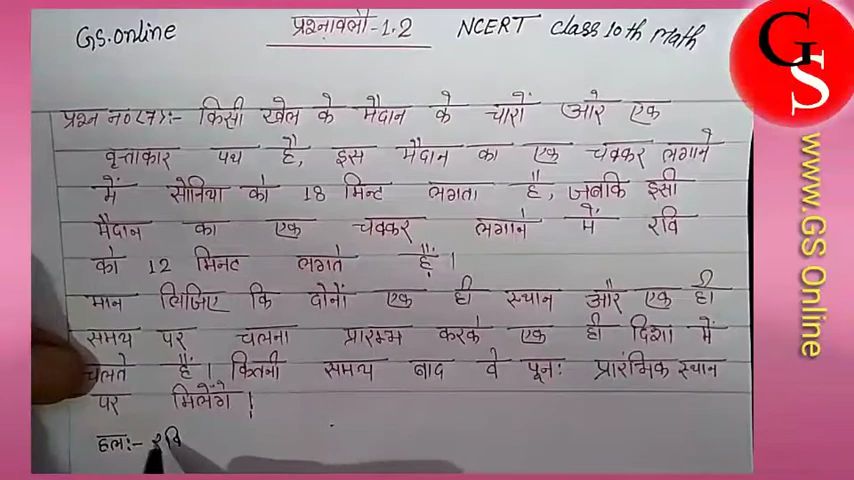 GS.online प्रश्नावली-1.2 NCERT Class 10th Math
GS
www.GS Online
प्रश्न न० (7):- किसी खेल के मैदान के चारों ओर एक
वृत्ताकार पथ है, इस मैदान का एक चक्कर लगाने
में सोनिया को 18 मिन्ट लगता है, जबकि इसी
मैदान का एक चक्कर लगाने में रवि
को 12 मिनट लगते हैं।
मान लिजिए कि दोनों एक ही स्थान और एक ही
समय पर चलना प्रारम्भ करके एक ही दिशा में
चलते हैं। कितनी समय बाद वे पूनः प्रारंम्भिक स्थान
पर मिलेंगे।
हल:- रवि